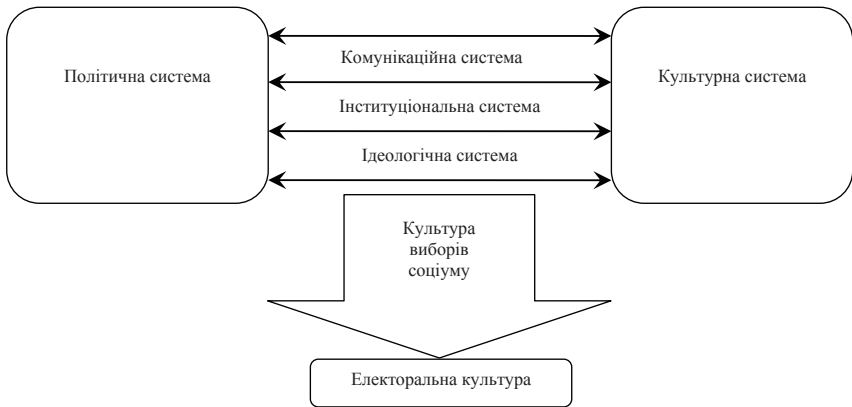 Політична система
Комунікаційна система
Культурна система
Інституціональна система
Ідеологічна система
Культура
виборів
соціуму
Електоральна культура